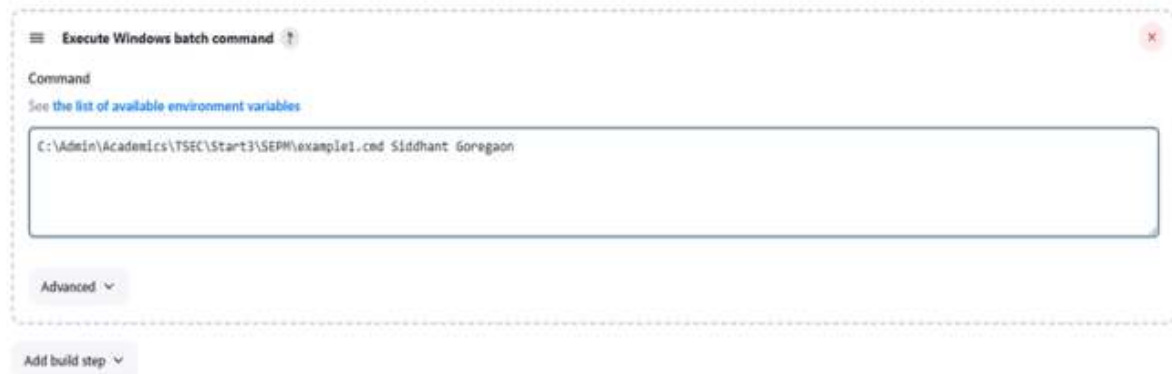 Execute Windows batch command ?
Command
See the list of available environment variables
C:\Admin\Academics\TSEC\Start3\SEPM\example1.cmd Siddhant Goregaon
Advanced
Add build step